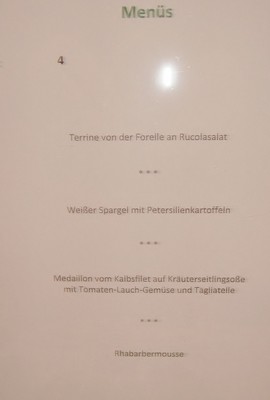 Menüs
4
Terrine von der Forelle an Rucolasalat
***
Weißer Spargel mit Petersilienkartoffeln
***
Medaillon vom Kalbsfilet auf Kräuterseitlingsoße
mit Tomaten-Lauch-Gemüse und Tagliatelle
***
Rhabarbermousse